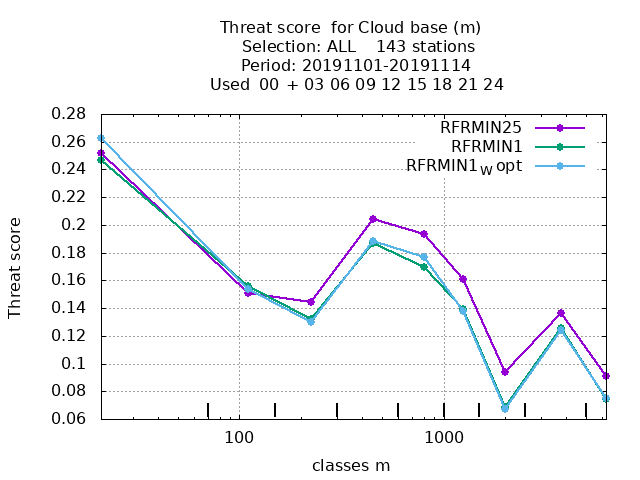 Threat score  for Cloud base (m)
Selection: ALL    143 stations
Period: 20191101-20191114
Used  00 + 03 06 09 12 15 18 21 24
RFRMIN25
RFRMIN1
RFRMIN1W opt
Threat score
0.28
0.26
0.24
0.22
0.2
0.18
0.16
0.14
0.12
0.1
0.08
0.06
100 1000
classes m